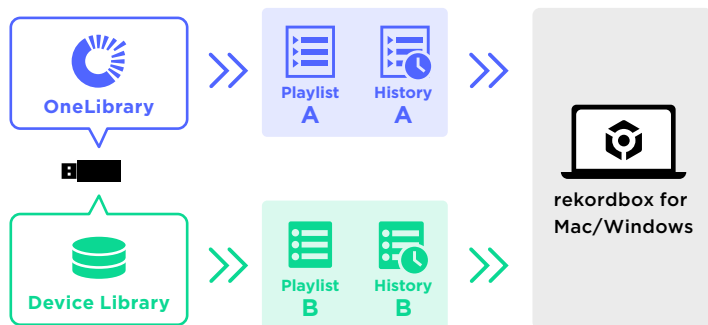 OneLibrary
Playlist
A
History
A
rekordbox for
Mac/Windows
Device Library
Playlist
B
History
B